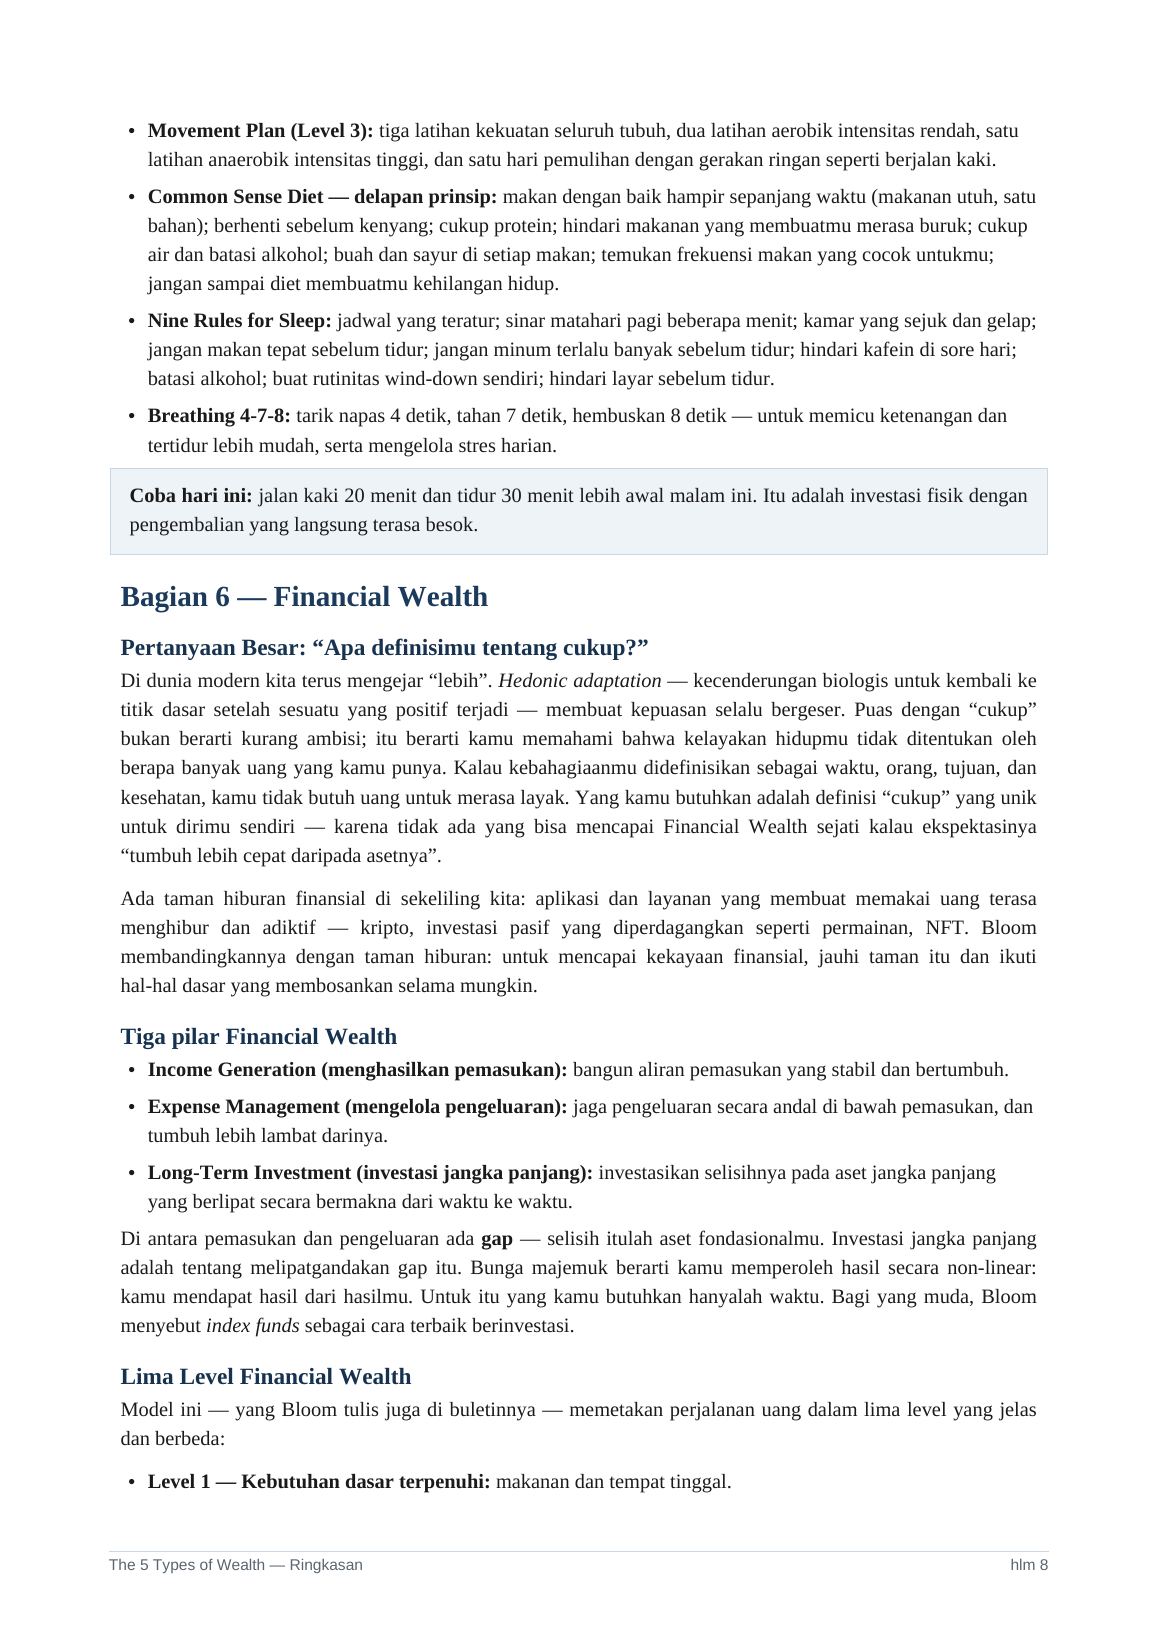 • Movement Plan (Level 3): tiga latihan kekuatan seluruh tubuh, dua latihan aerobik intensitas rendah, satu
latihan anaerobik intensitas tinggi, dan satu hari pemulihan dengan gerakan ringan seperti berjalan kaki.
• Common Sense Diet — delapan prinsip: makan dengan baik hampir sepanjang waktu (makanan utuh, satu
bahan); berhenti sebelum kenyang; cukup protein; hindari makanan yang membuatmu merasa buruk; cukup
air dan batasi alkohol; buah dan sayur di setiap makan; temukan frekuensi makan yang cocok untukmu;
jangan sampai diet membuatmu kehilangan hidup.
• Nine Rules for Sleep: jadwal yang teratur; sinar matahari pagi beberapa menit; kamar yang sejuk dan gelap;
jangan makan tepat sebelum tidur; jangan minum terlalu banyak sebelum tidur; hindari kafein di sore hari;
batasi alkohol; buat rutinitas wind-down sendiri; hindari layar sebelum tidur.
• Breathing 4-7-8: tarik napas 4 detik, tahan 7 detik, hembuskan 8 detik — untuk memicu ketenangan dan
tertidur lebih mudah, serta mengelola stres harian.
Coba hari ini: jalan kaki 20 menit dan tidur 30 menit lebih awal malam ini. Itu adalah investasi fisik dengan
pengembalian yang langsung terasa besok.
Bagian 6 — Financial Wealth
Pertanyaan Besar: “Apa definisimu tentang cukup?”
Di dunia modern kita terus mengejar “lebih”. Hedonic adaptation — kecenderungan biologis untuk kembali ke
titik dasar setelah sesuatu yang positif terjadi — membuat kepuasan selalu bergeser. Puas dengan “cukup”
bukan berarti kurang ambisi; itu berarti kamu memahami bahwa kelayakan hidupmu tidak ditentukan oleh
berapa banyak uang yang kamu punya. Kalau kebahagiaanmu didefinisikan sebagai waktu, orang, tujuan, dan
kesehatan, kamu tidak butuh uang untuk merasa layak. Yang kamu butuhkan adalah definisi “cukup” yang unik
untuk dirimu sendiri — karena tidak ada yang bisa mencapai Financial Wealth sejati kalau ekspektasinya
“tumbuh lebih cepat daripada asetnya”.
Ada taman hiburan finansial di sekeliling kita: aplikasi dan layanan yang membuat memakai uang terasa
menghibur dan adiktif — kripto, investasi pasif yang diperdagangkan seperti permainan, NFT. Bloom
membandingkannya dengan taman hiburan: untuk mencapai kekayaan finansial, jauhi taman itu dan ikuti
hal-hal dasar yang membosankan selama mungkin.
Tiga pilar Financial Wealth
• Income Generation (menghasilkan pemasukan): bangun aliran pemasukan yang stabil dan bertumbuh.
• Expense Management (mengelola pengeluaran): jaga pengeluaran secara andal di bawah pemasukan, dan
tumbuh lebih lambat darinya.
• Long-Term Investment (investasi jangka panjang): investasikan selisihnya pada aset jangka panjang
yang berlipat secara bermakna dari waktu ke waktu.
Di antara pemasukan dan pengeluaran ada gap — selisih itulah aset fondasionalmu. Investasi jangka panjang
adalah tentang melipatgandakan gap itu. Bunga majemuk berarti kamu memperoleh hasil secara non-linear:
kamu mendapat hasil dari hasilmu. Untuk itu yang kamu butuhkan hanyalah waktu. Bagi yang muda, Bloom
menyebut index funds sebagai cara terbaik berinvestasi.
Lima Level Financial Wealth
Model ini — yang Bloom tulis juga di buletinnya — memetakan perjalanan uang dalam lima level yang jelas
dan berbeda:
• Level 1 — Kebutuhan dasar terpenuhi: makanan dan tempat tinggal.
The 5 Types of Wealth — Ringkasan
hlm 8